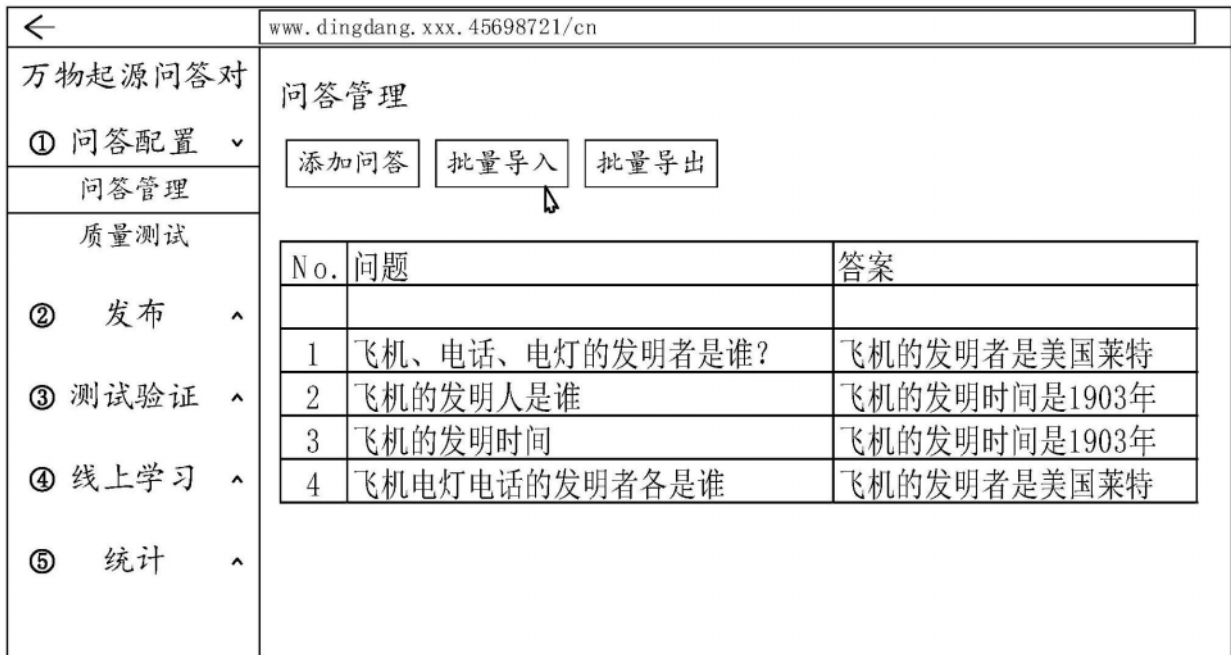 www.dingdang.xxx.45698721/cn
万物起源问答对
① 问答配置
问答管理
质量测试
② 发布
③ 测试验证
④ 线上学习
⑤ 统计
问答管理
添加问答 批量导入 批量导出
No. 问题 答案
1 飞机、电话、电灯的发明者是谁? 飞机的发明者是美国莱特
2 飞机的发明人是谁 飞机的发明时间是1903年
3 飞机的发明时间 飞机的发明时间是1903年
4 飞机电灯电话的发明者各是谁 飞机的发明者是美国莱特